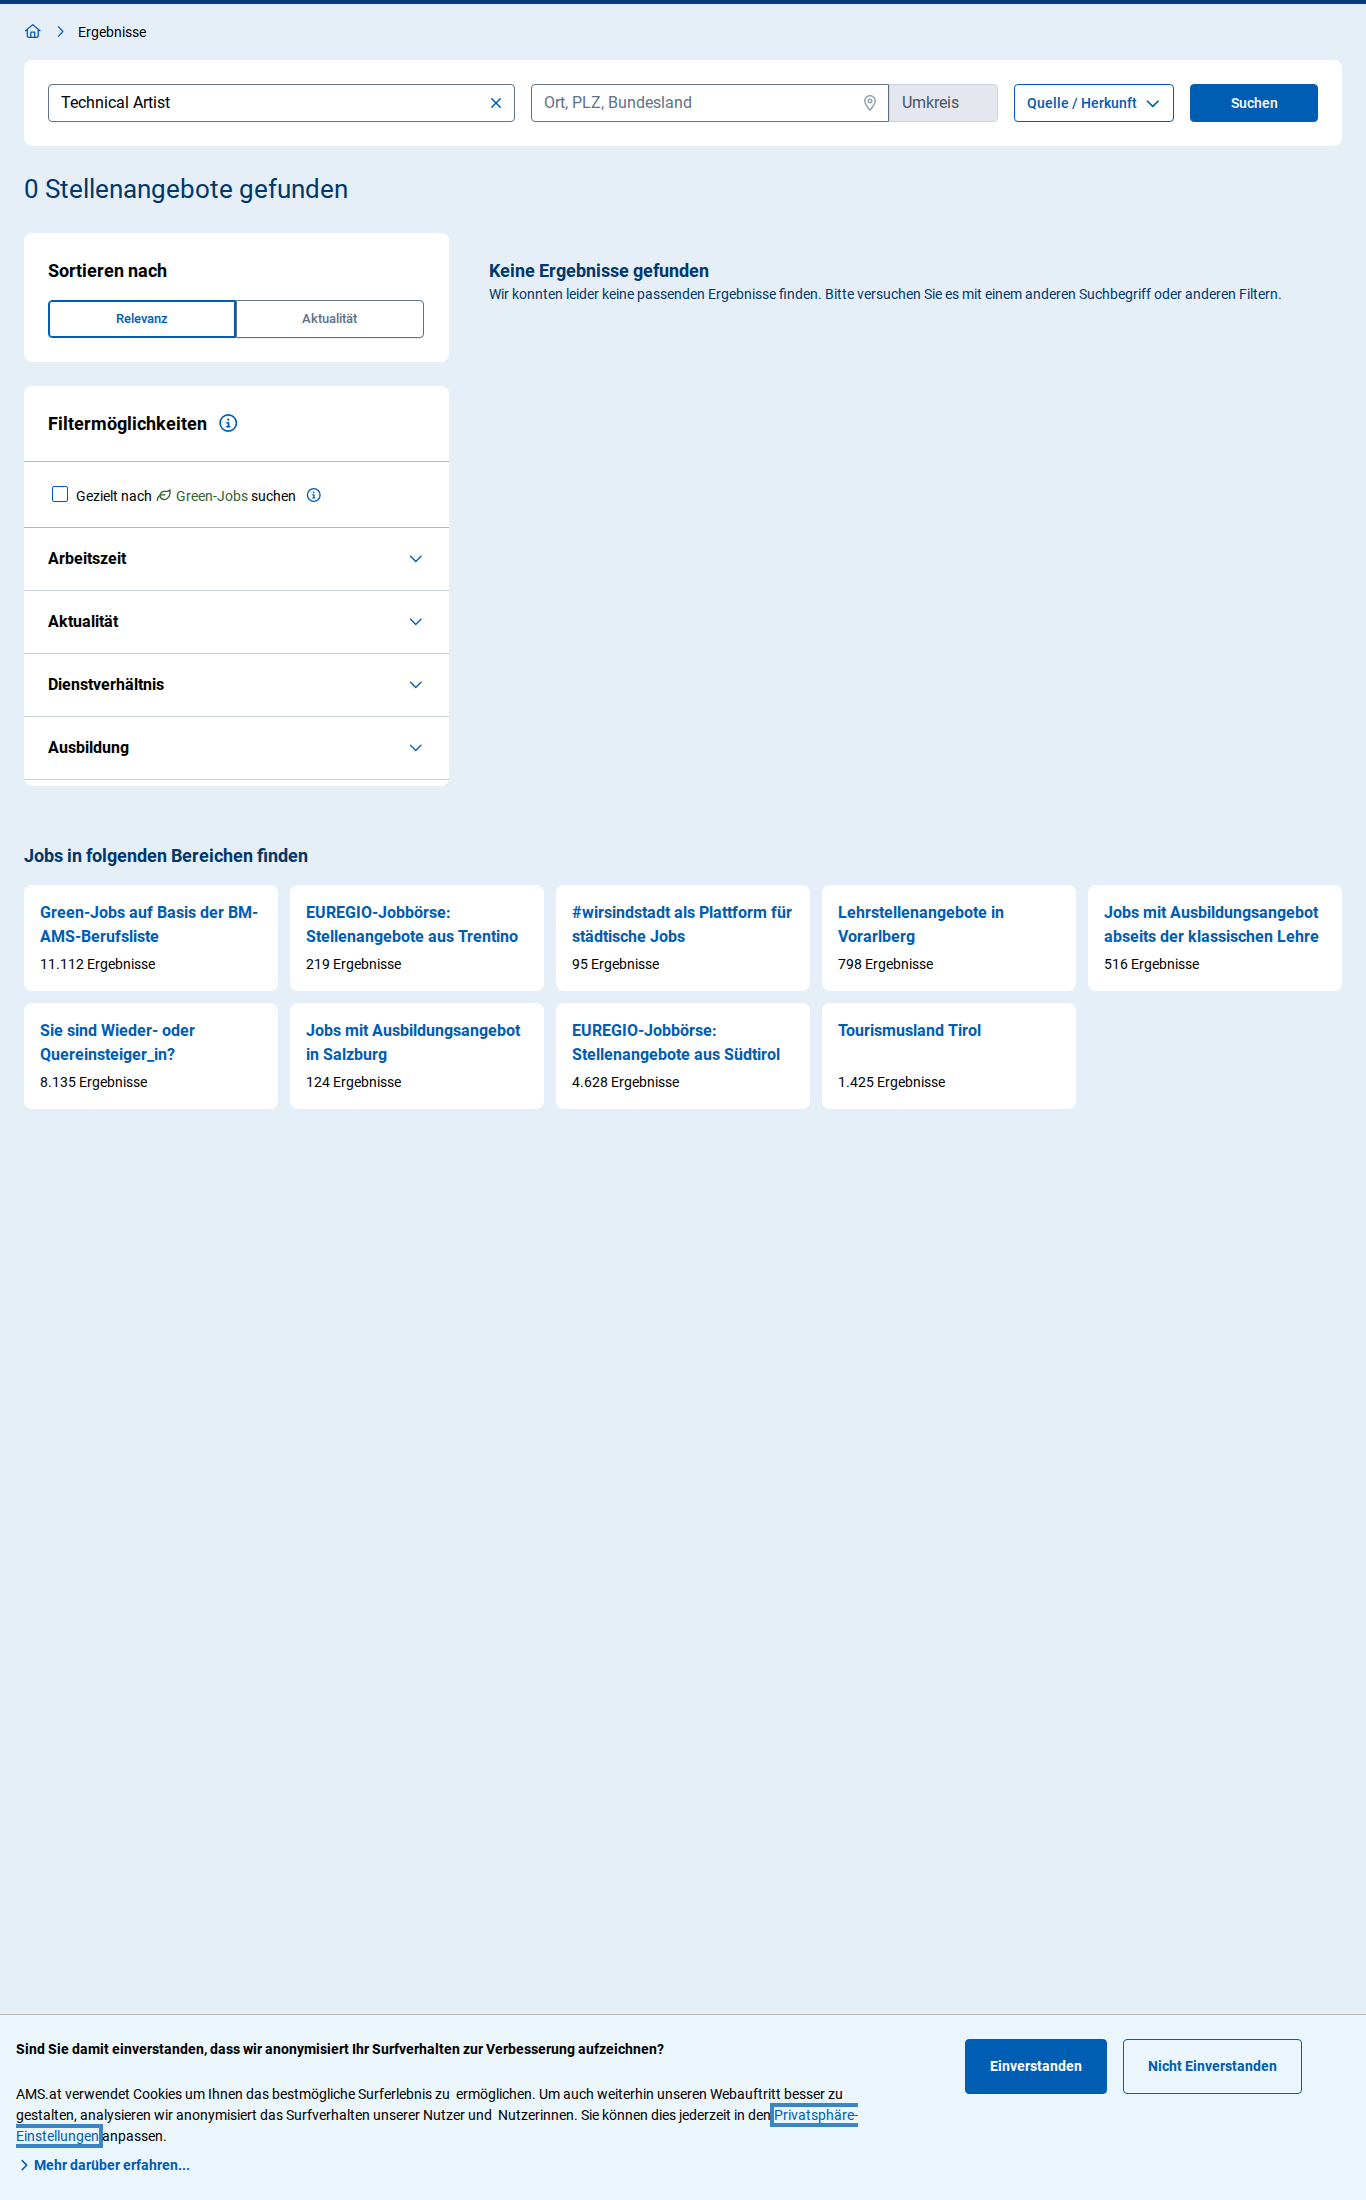 Ergebnisse
Technical Artist
Ort, PLZ, Bundesland
Umkreis
Quelle / Herkunft
Suchen
0 Stellenangebote gefunden
Sortieren nach
Relevanz
Aktualität
Keine Ergebnisse gefunden
Wir konnten leider keine passenden Ergebnisse finden. Bitte versuchen Sie es mit einem anderen Suchbegriff oder anderen Filtern.
Filtermöglichkeiten
Gezielt nach Green-Jobs suchen
Arbeitszeit
Aktualität
Dienstverhältnis
Ausbildung
Jobs in folgenden Bereichen finden
Green-Jobs auf Basis der BM-
AMS-Berufsliste
11.112 Ergebnisse
EUREGIO-Jobbörse:
Stellenangebote aus Trentino
219 Ergebnisse
#wirsindstadt als Plattform für
städtische Jobs
95 Ergebnisse
Lehrstellenangebote in
Vorarlberg
798 Ergebnisse
Jobs mit Ausbildungsangebot
abseits der klassischen Lehre
516 Ergebnisse
Sie sind Wieder- oder
Quereinsteiger_in?
8.135 Ergebnisse
Jobs mit Ausbildungsangebot
in Salzburg
124 Ergebnisse
EUREGIO-Jobbörse:
Stellenangebote aus Südtirol
4.628 Ergebnisse
Tourismusland Tirol
1.425 Ergebnisse
Sind Sie damit einverstanden, dass wir anonymisiert Ihr Surfverhalten zur Verbesserung aufzeichnen?
AMS.at verwendet Cookies um Ihnen das bestmögliche Surferlebnis zu  ermöglichen. Um auch weiterhin unseren Webauftritt besser zu
gestalten, analysieren wir anonymisiert das Surfverhalten unserer Nutzer und  Nutzerinnen. Sie können dies jederzeit in den Privatsphäre-
Einstellungen anpassen.
Mehr darüber erfahren...
Einverstanden
Nicht Einverstanden